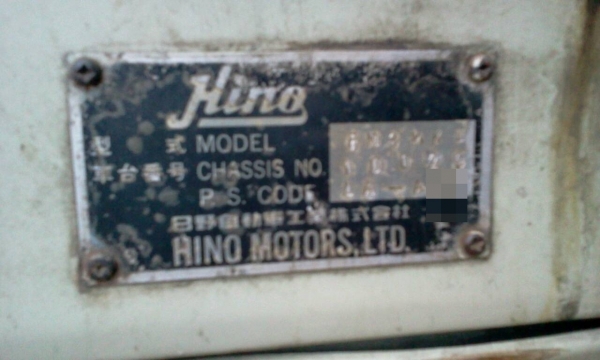 Hino
型 式 MODEL
車台番号 CHASSIS NO.
P. S. CODE
日野自動車工業株式会社
HINO MOTORS, LTD.